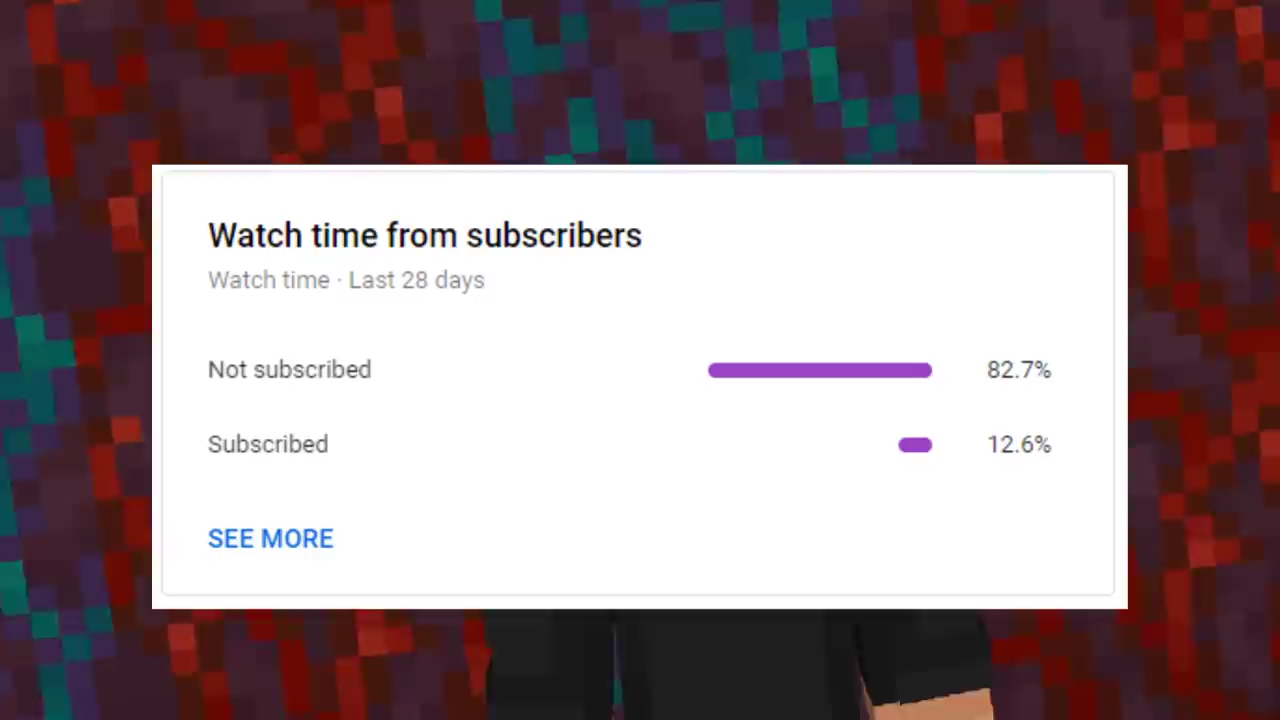 Watch time from subscribers
Watch time · Last 28 days
Not subscribed 82.7%
Subscribed 12.6%
SEE MORE